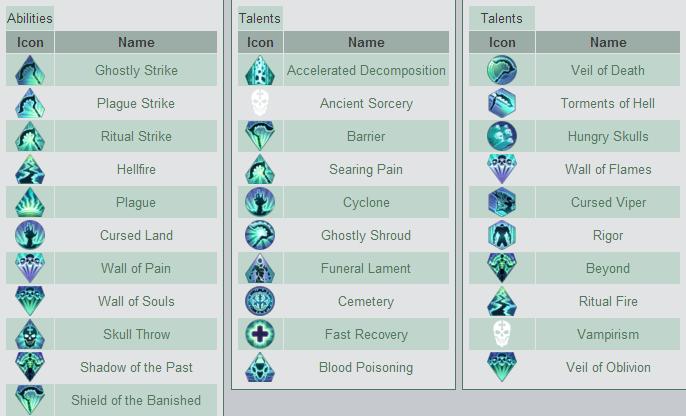 Abilities
Icon Name
Ghostly Strike
Plague Strike
Ritual Strike
Hellfire
Plague
Cursed Land
Wall of Pain
Wall of Souls
Skull Throw
Shadow of the Past
Shield of the Banished
Talents
Icon Name
Accelerated Decomposition
Ancient Sorcery
Barrier
Searing Pain
Cyclone
Ghostly Shroud
Funeral Lament
Cemetery
Fast Recovery
Blood Poisoning
Talents
Icon Name
Veil of Death
Torments of Hell
Hungry Skulls
Wall of Flames
Cursed Viper
Rigor
Beyond
Ritual Fire
Vampirism
Veil of Oblivion